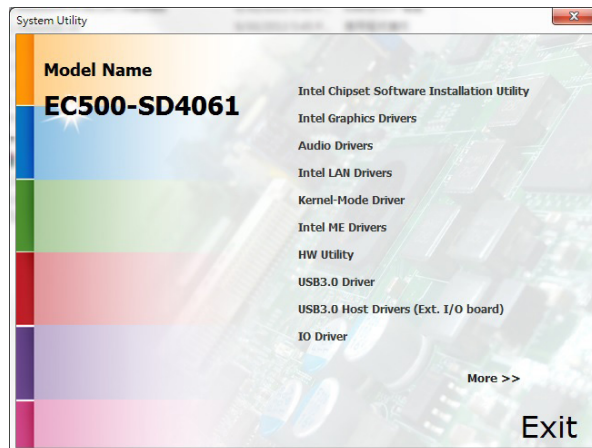 System Utility
Model Name
EC500-SD4061
Intel Chipset Software Installation Utility
Intel Graphics Drivers
Audio Drivers
Intel LAN Drivers
Kernel-Mode Driver
Intel ME Drivers
HW Utility
USB3.0 Driver
USB3.0 Host Drivers (Ext. I/O board)
IO Driver
More >>
Exit